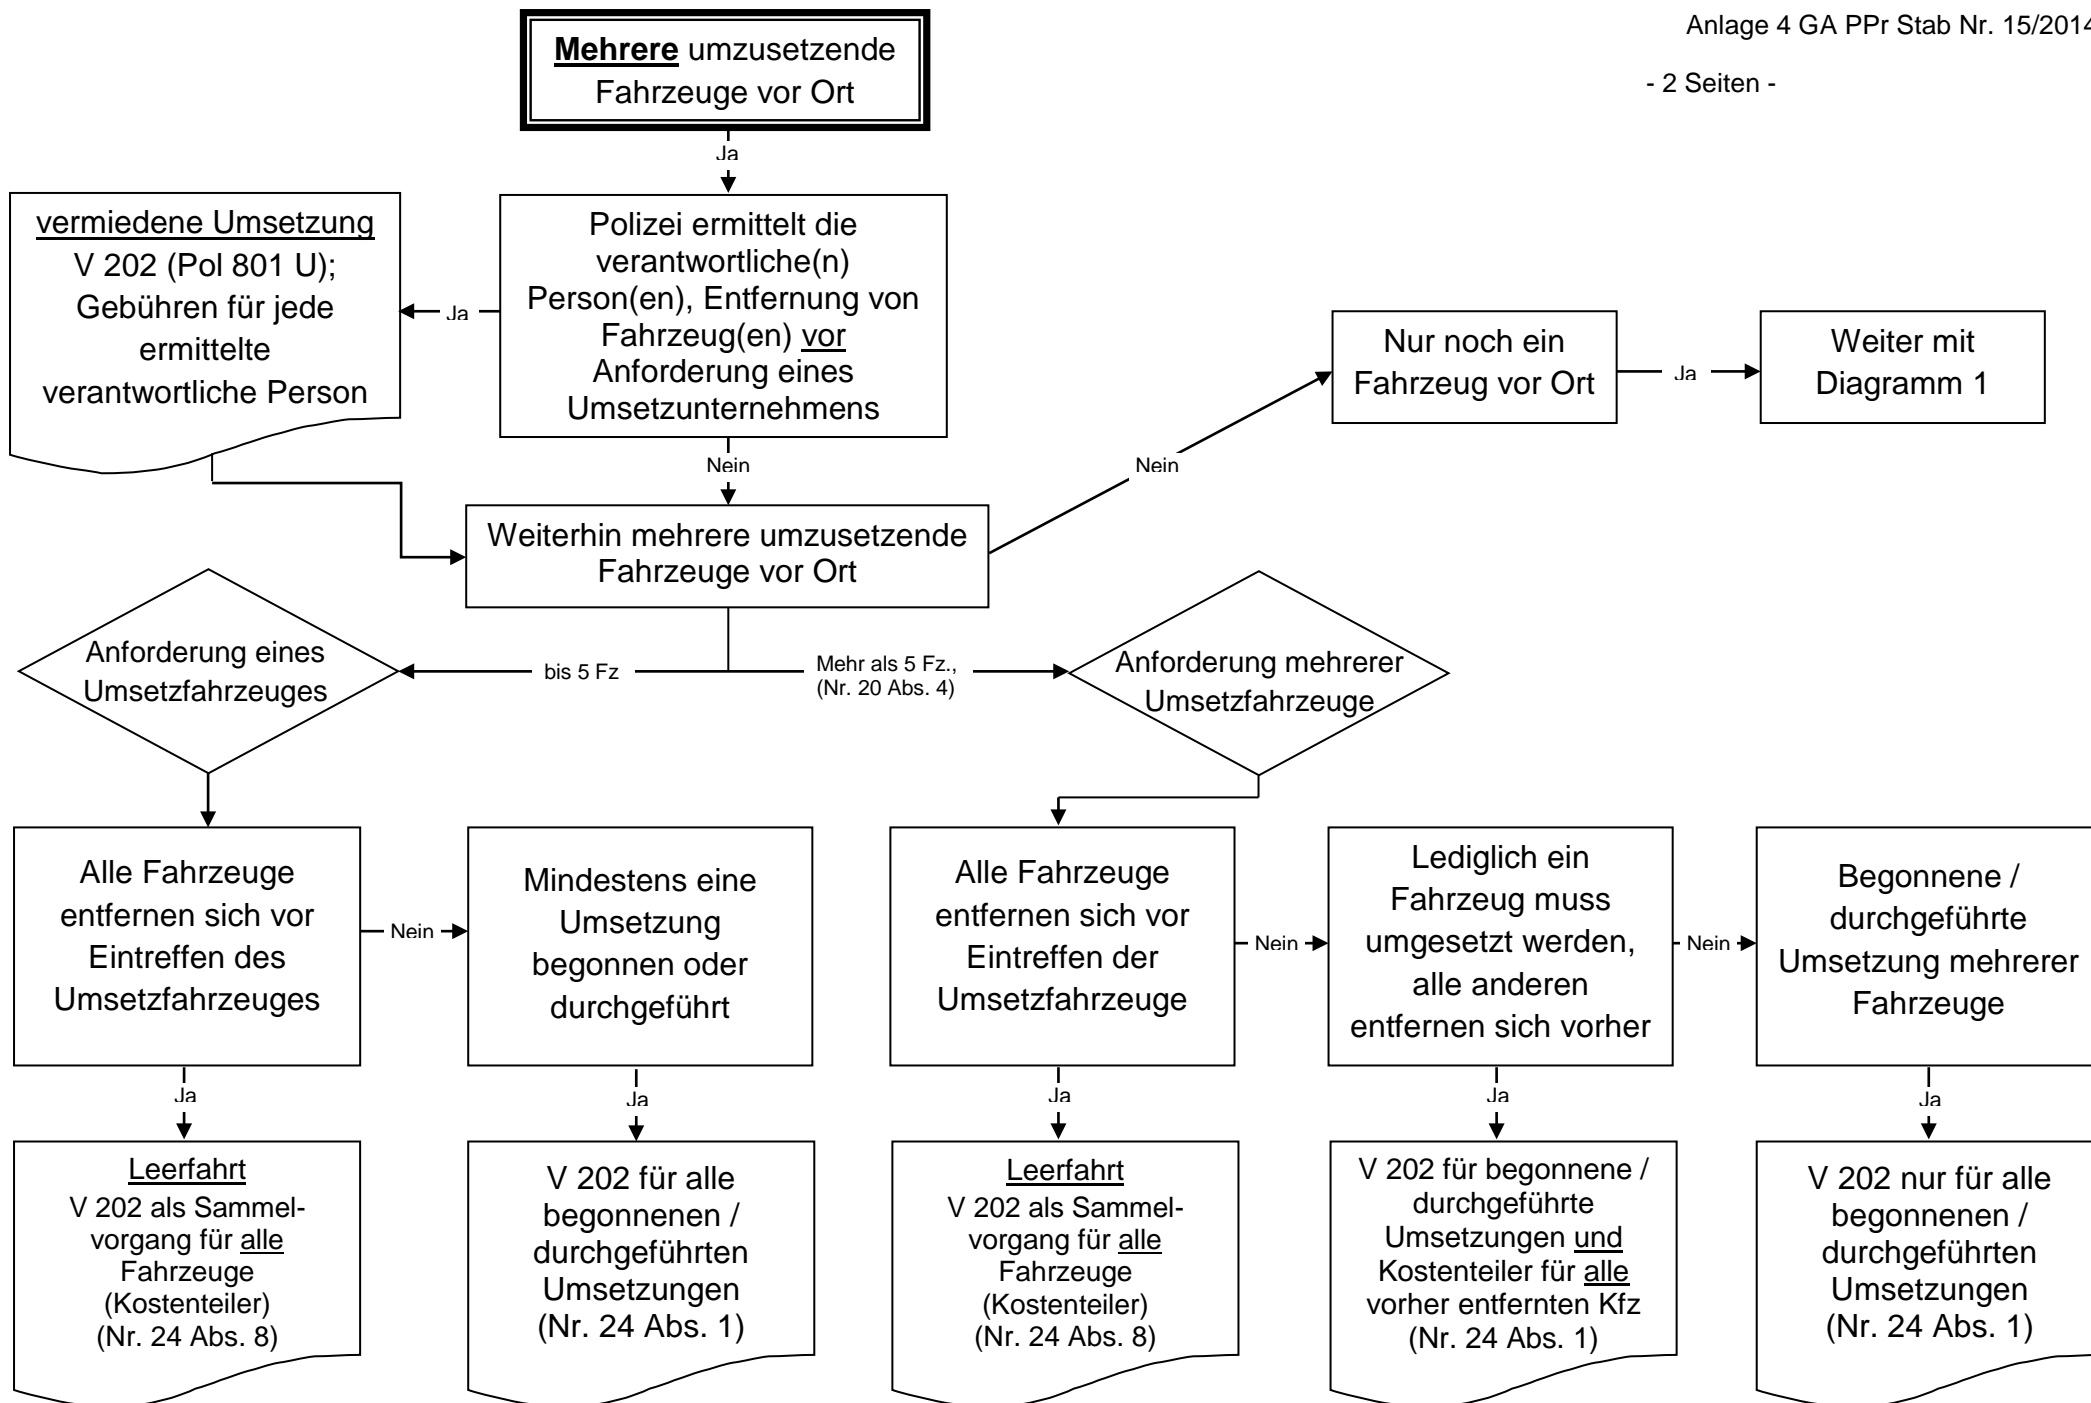 Anlage 4 GA PPr Stab Nr. 15/2014
- 2 Seiten -
Mehrere umzusetzende
Fahrzeuge vor Ort
Ja
vermiedene Umsetzung
V 202 (Pol 801 U);
Gebühren für jede
ermittelte
verantwortliche Person
Ja
Polizei ermittelt die
verantwortliche(n)
Person(en), Entfernung von
Fahrzeug(en) vor
Anforderung eines
Umsetzunternehmens
Nur noch ein
Fahrzeug vor Ort
Ja
Weiter mit
Diagramm 1
Nein
Nein
Weiterhin mehrere umzusetzende
Fahrzeuge vor Ort
Anforderung eines
Umsetzfahrzeuges
bis 5 Fz
Mehr als 5 Fz.,
(Nr. 20 Abs. 4)
Anforderung mehrerer
Umsetzfahrzeuge
Alle Fahrzeuge
entfernen sich vor
Eintreffen des
Umsetzfahrzeuges
Nein
Mindestens eine
Umsetzung
begonnen oder
durchgeführt
Alle Fahrzeuge
entfernen sich vor
Eintreffen der
Umsetzfahrzeuge
Nein
Lediglich ein
Fahrzeug muss
umgesetzt werden,
alle anderen
entfernen sich vorher
Nein
Begonnene /
durchgeführte
Umsetzung mehrerer
Fahrzeuge
Ja
Ja
Ja
Ja
Ja
Leerfahrt
V 202 als Sammel-
vorgang für alle
Fahrzeuge
(Kostenteiler)
(Nr. 24 Abs. 8)
V 202 für alle
begonnenen /
durchgeführten
Umsetzungen
(Nr. 24 Abs. 1)
Leerfahrt
V 202 als Sammel-
vorgang für alle
Fahrzeuge
(Kostenteiler)
(Nr. 24 Abs. 8)
V 202 für begonnene /
durchgeführte
Umsetzungen und
Kostenteiler für alle
vorher entfernten Kfz
(Nr. 24 Abs. 1)
V 202 nur für alle
begonnenen /
durchgeführten
Umsetzungen
(Nr. 24 Abs. 1)